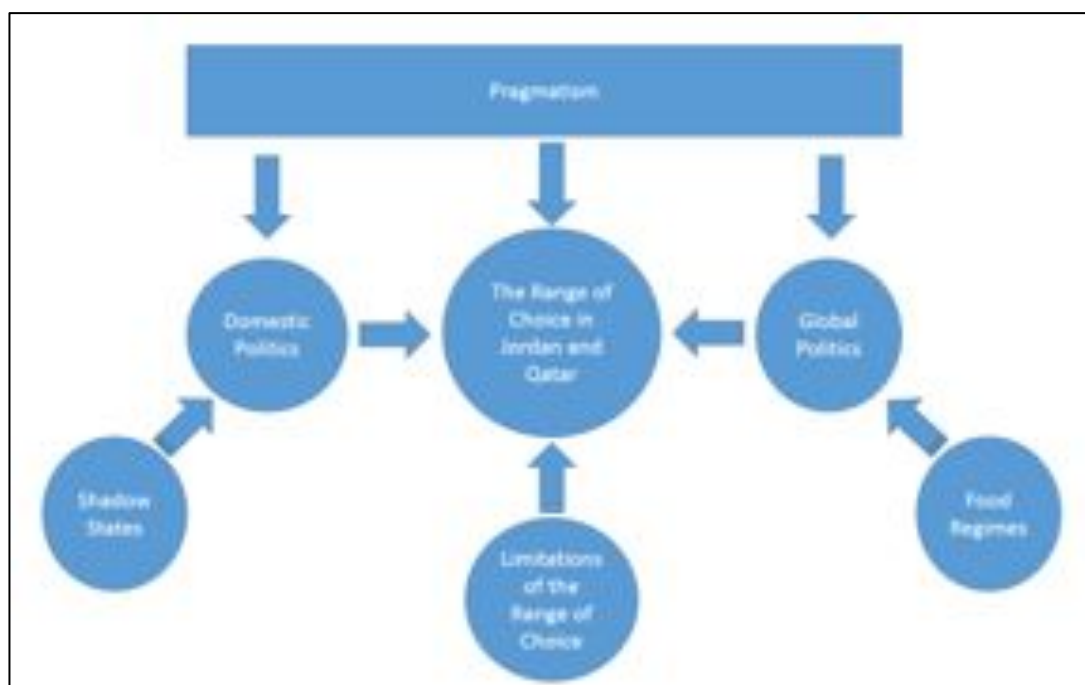 Pragmatism
Domestic
Politics
The Range of
Choice in
Jordan and
Qatar
Global
Politics
Shadow
States
Limitations
of the
Range of
Choice
Food
Regimes